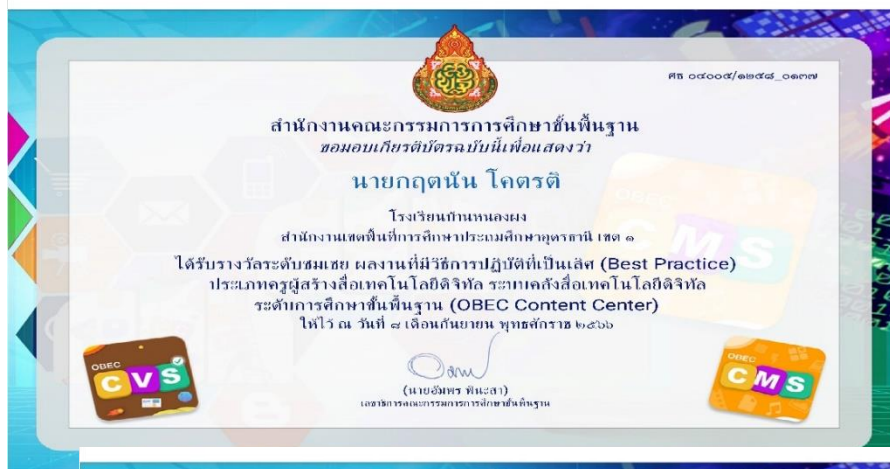 ศธ ๐๔๐๐๕/๑๒๕๘_๐๑๓๗
สำนักงานคณะกรรมการการศึกษาขั้นพื้นฐาน
ขอมอบเกียรติบัตรฉบับนี้เพื่อแสดงว่า
นายกฤตนัน โคตรติ
โรงเรียนบ้านหนองผง
สำนักงานเขตพื้นที่การศึกษาประถมศึกษาอุดรธานี เขต ๑
ได้รับรางวัลระดับชมเชย ผลงานที่มีวิธีการปฏิบัติที่เป็นเลิศ (Best Practice)
ประเภทครูผู้สร้างสื่อเทคโนโลยีดิจิทัล ระบบคลังสื่อเทคโนโลยีดิจิทัล
ระดับการศึกษาขั้นพื้นฐาน (OBEC Content Center)
ให้ไว้ ณ วันที่ ๘ เดือนกันยายน พุทธศักราช ๒๕๖๖
(นายอัมพร พินะสา)
เลขาธิการคณะกรรมการการศึกษาขั้นพื้นฐาน
OBEC
CVS
OBEC
CMS